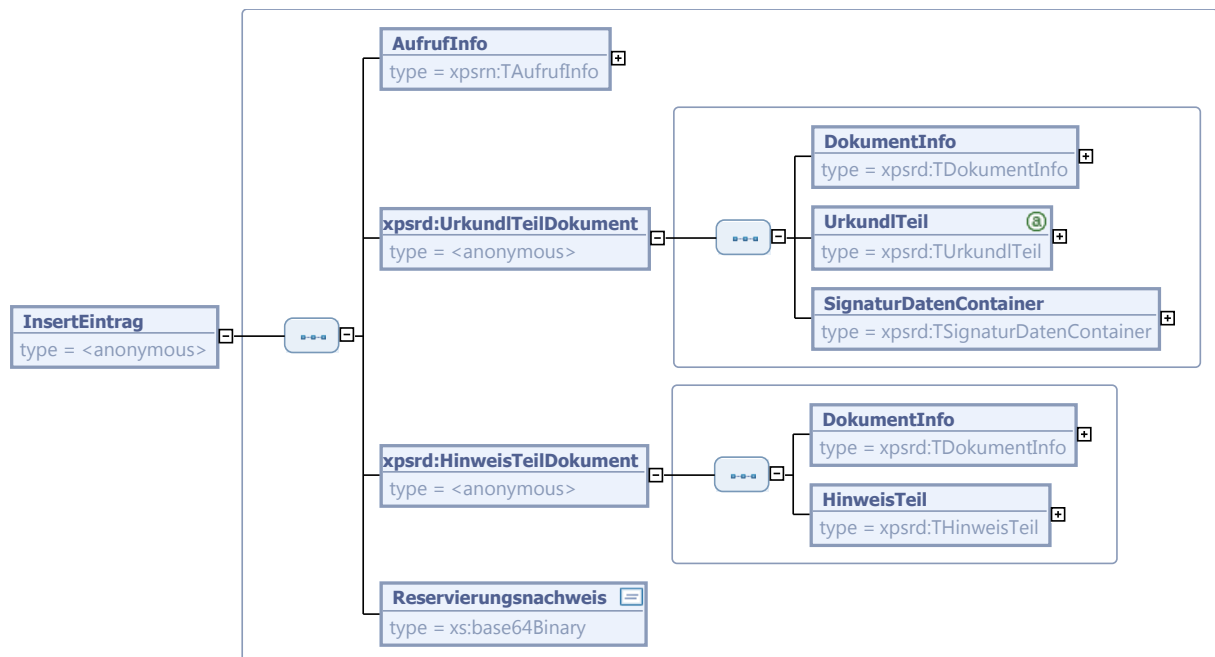 AufrufInfo
type = xpsrn:TAufrufInfo
DokumentInfo
type = xpsrd:TDokumentInfo
xpsrd:UrkundlTeilDokument
type = <anonymous>
UrkundlTeil
type = xpsrd:TUrkundlTeil
SignaturDatenContainer
type = xpsrd:TSignaturDatenContainer
InsertEintrag
type = <anonymous>
xpsrd:HinweisTeilDokument
type = <anonymous>
DokumentInfo
type = xpsrd:TDokumentInfo
HinweisTeil
type = xpsrd:THinweisTeil
Reservierungsnachweis
type = xs:base64Binary